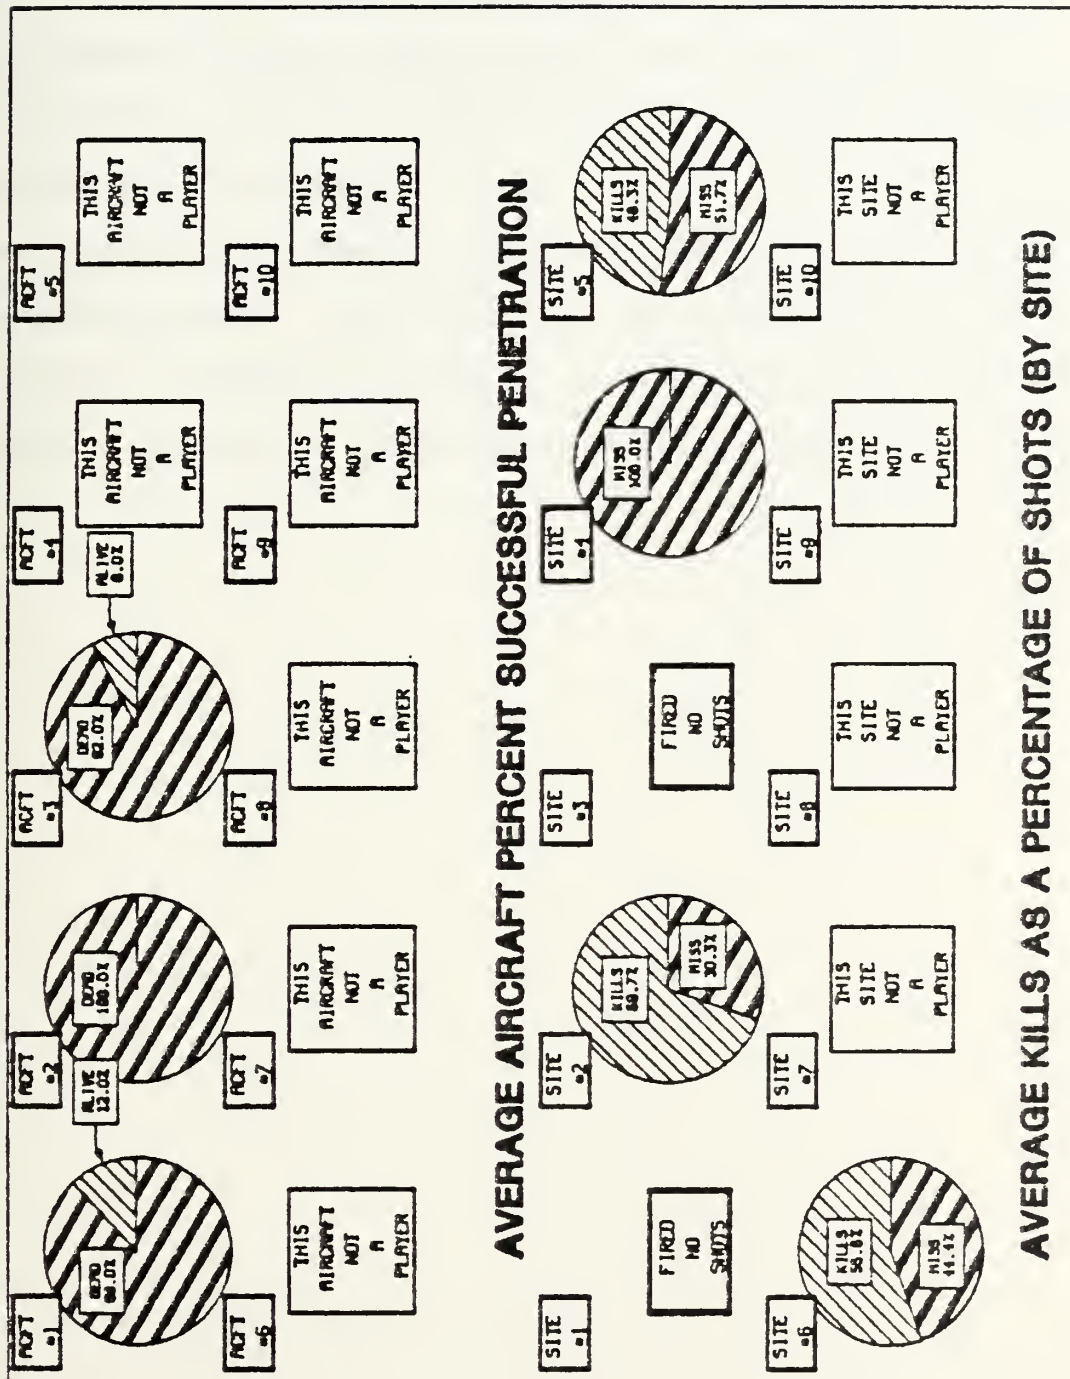 ACFT
#1
DEAD
88.0%
ALIVE
12.0%
ACFT
#2
DEAD
100.0%
ACFT
#3
DEAD
92.0%
ALIVE
8.0%
ACFT
#4
THIS
AIRCRAFT
NOT
A
PLAYER
ACFT
#5
THIS
AIRCRAFT
NOT
A
PLAYER
ACFT
#6
THIS
AIRCRAFT
NOT
A
PLAYER
ACFT
#7
THIS
AIRCRAFT
NOT
A
PLAYER
ACFT
#8
THIS
AIRCRAFT
NOT
A
PLAYER
ACFT
#9
THIS
AIRCRAFT
NOT
A
PLAYER
ACFT
#10
THIS
AIRCRAFT
NOT
A
PLAYER
AVERAGE AIRCRAFT PERCENT SUCCESSFUL PENETRATION
SITE
#1
FIRED
NO
SHOTS
SITE
#2
KILLS
69.7%
MISS
30.3%
SITE
#3
FIRED
NO
SHOTS
SITE
#4
MISS
100.0%
SITE
#5
KILLS
48.3%
MISS
51.7%
SITE
#6
KILLS
55.6%
MISS
44.4%
SITE
#7
THIS
SITE
NOT
A
PLAYER
SITE
#8
THIS
SITE
NOT
A
PLAYER
SITE
#9
THIS
SITE
NOT
A
PLAYER
SITE
#10
THIS
SITE
NOT
A
PLAYER
AVERAGE KILLS AS A PERCENTAGE OF SHOTS (BY SITE)